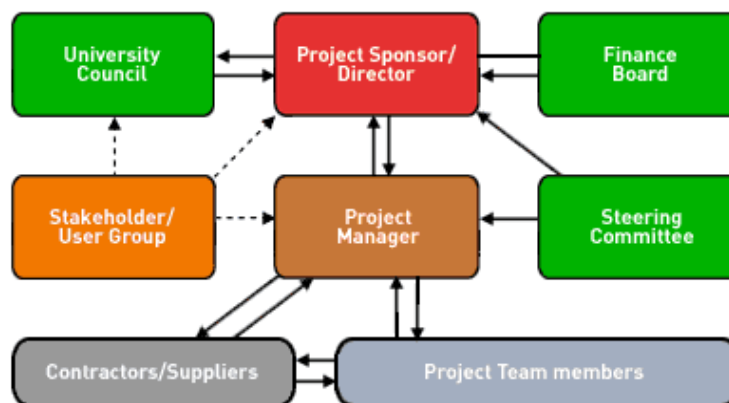 University
Council
Project Sponsor/
Director
Finance
Board
Stakeholder/
User Group
Project
Manager
Steering
Committee
Contractors/Suppliers
Project Team members